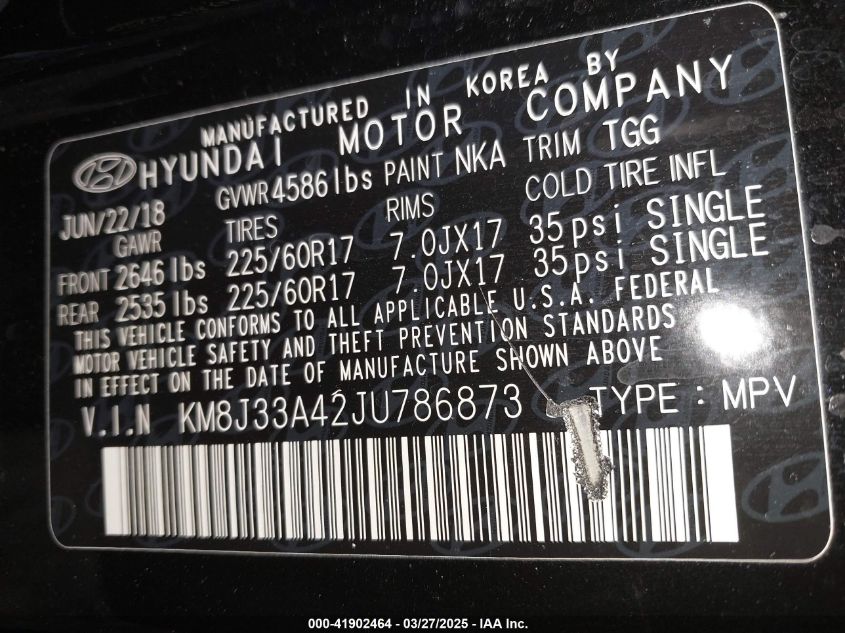 MANUFACTURED IN KOREA BY
HYUNDAI MOTOR COMPANY
JUN/22/18 GVWR 4586 lbs PAINT NKA TRIM TGG
GAWR TIRES RIMS COLD TIRE INFL
FRONT 2646 lbs 225/60R17 7.0JX17 35psi SINGLE
REAR 2535 lbs 225/60R17 7.0JX17 35psi SINGLE
THIS VEHICLE CONFORMS TO ALL APPLICABLE U.S.A. FEDERAL
MOTOR VEHICLE SAFETY AND THEFT PREVENTION STANDARDS
IN EFFECT ON THE DATE OF MANUFACTURE SHOWN ABOVE
V.I.N KM8J33A42JU786873 TYPE : MPV
000-41902464 - 03/27/2025 - IAA Inc.